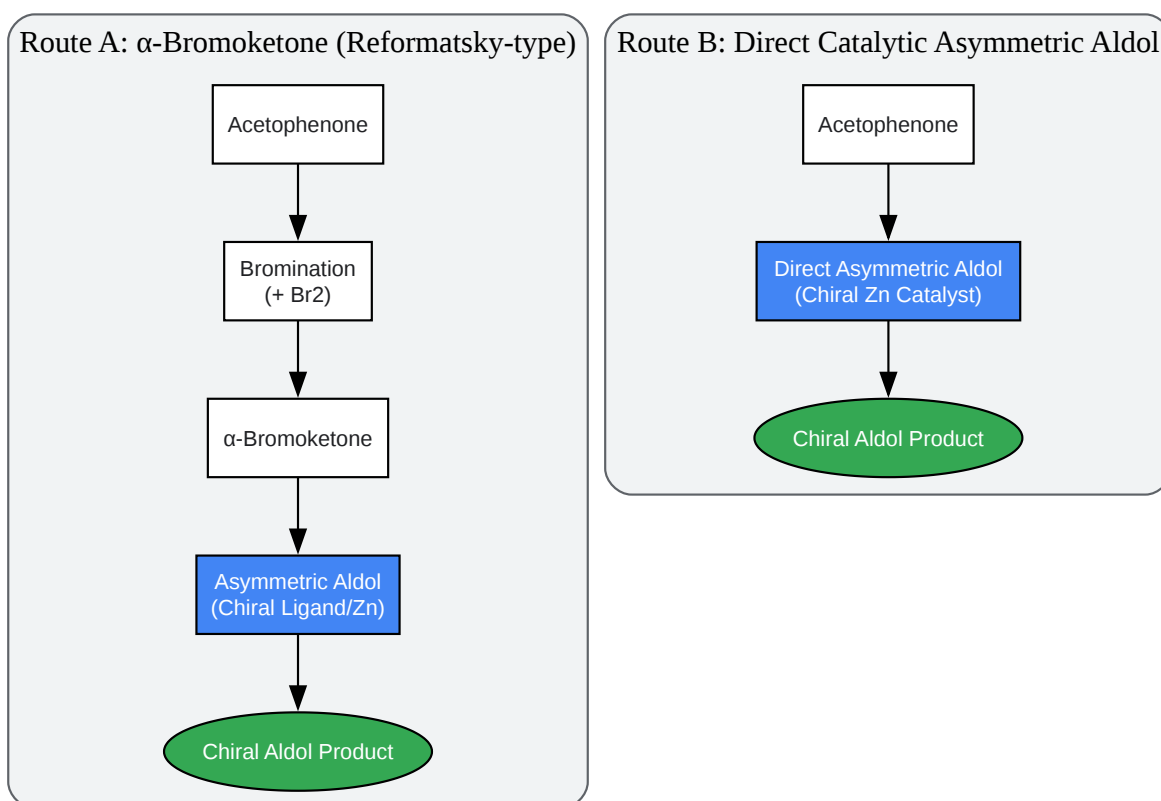 Route A: α-Bromoketone (Reformatsky-type)
Acetophenone
Bromination
(+ Br2)
α-Bromoketone
Asymmetric Aldol
(Chiral Ligand/Zn)
Chiral Aldol Product
Route B: Direct Catalytic Asymmetric Aldol
Acetophenone
Direct Asymmetric Aldol
(Chiral Zn Catalyst)
Chiral Aldol Product